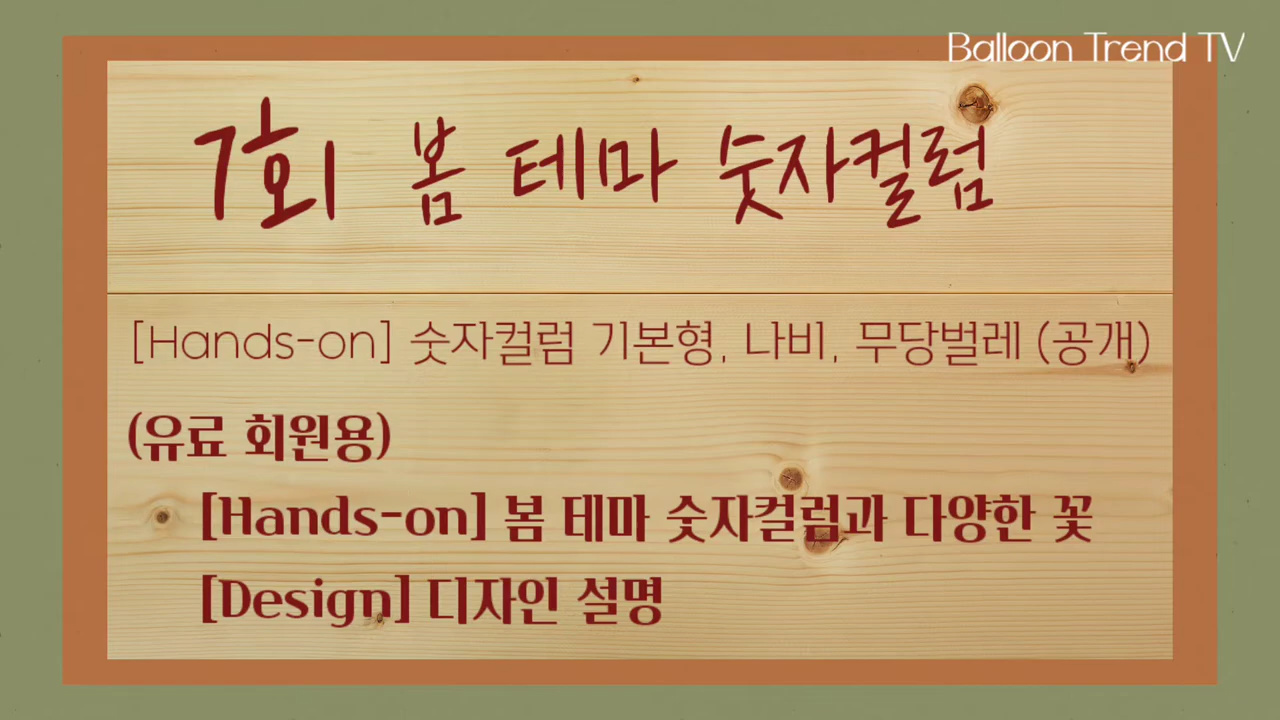 Balloon Trend TV
7회 봄 테마 숫자컬럼
[Hands-on] 숫자컬럼 기본형, 나비, 무당벌레 (공개)
(유료 회원용)
[Hands-on] 봄 테마 숫자컬럼과 다양한 꽃
[Design] 디자인 설명